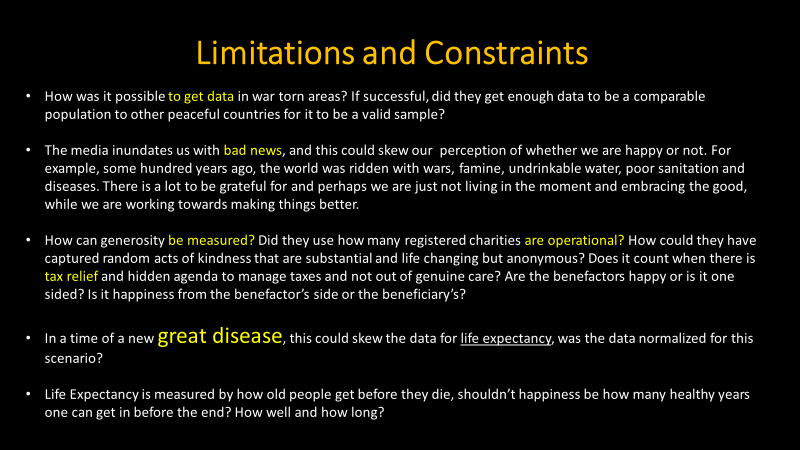 Limitations and Constraints
• How was it possible to get data in war torn areas? If successful, did they get enough data to be a comparable
population to other peaceful countries for it to be a valid sample?
• The media inundates us with bad news, and this could skew our  perception of whether we are happy or not. For
example, some hundred years ago, the world was ridden with wars, famine, undrinkable water, poor sanitation and
diseases. There is a lot to be grateful for and perhaps we are just not living in the moment and embracing the good,
while we are working towards making things better.
• How can generosity be measured? Did they use how many registered charities are operational? How could they have
captured random acts of kindness that are substantial and life changing but anonymous? Does it count when there is
tax relief and hidden agenda to manage taxes and not out of genuine care? Are the benefactors happy or is it one
sided? Is it happiness from the benefactor’s side or the beneficiary’s?
• In a time of a new great disease, this could skew the data for life expectancy, was the data normalized for this
scenario?
• Life Expectancy is measured by how old people get before they die, shouldn’t happiness be how many healthy years
one can get in before the end? How well and how long?